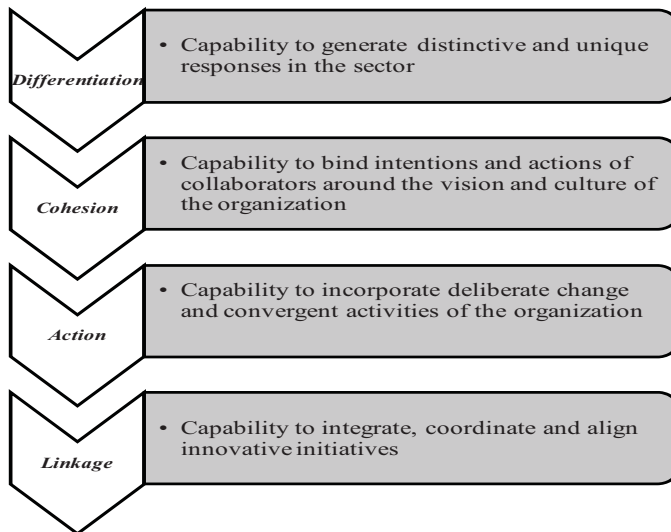 Differentiation
• Capability to generate distinctive and unique
responses in the sector
Cohesion
• Capability to bind intentions and actions of
collaborators around the vision and culture of
the organization
Action
• Capability to incorporate deliberate change
and convergent activities of the organization
Linkage
• Capability to integrate, coordinate and align
innovative initiatives